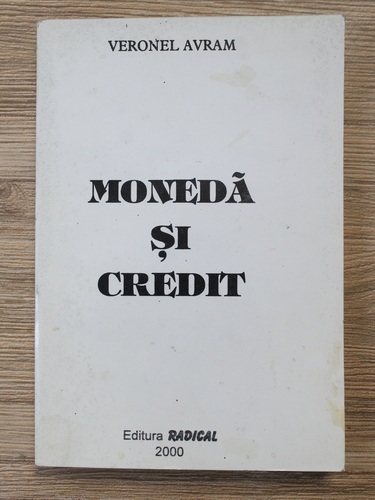 VERONEL AVRAM
MONEDĂ
ȘI
CREDIT
Editura RADICAL
2000